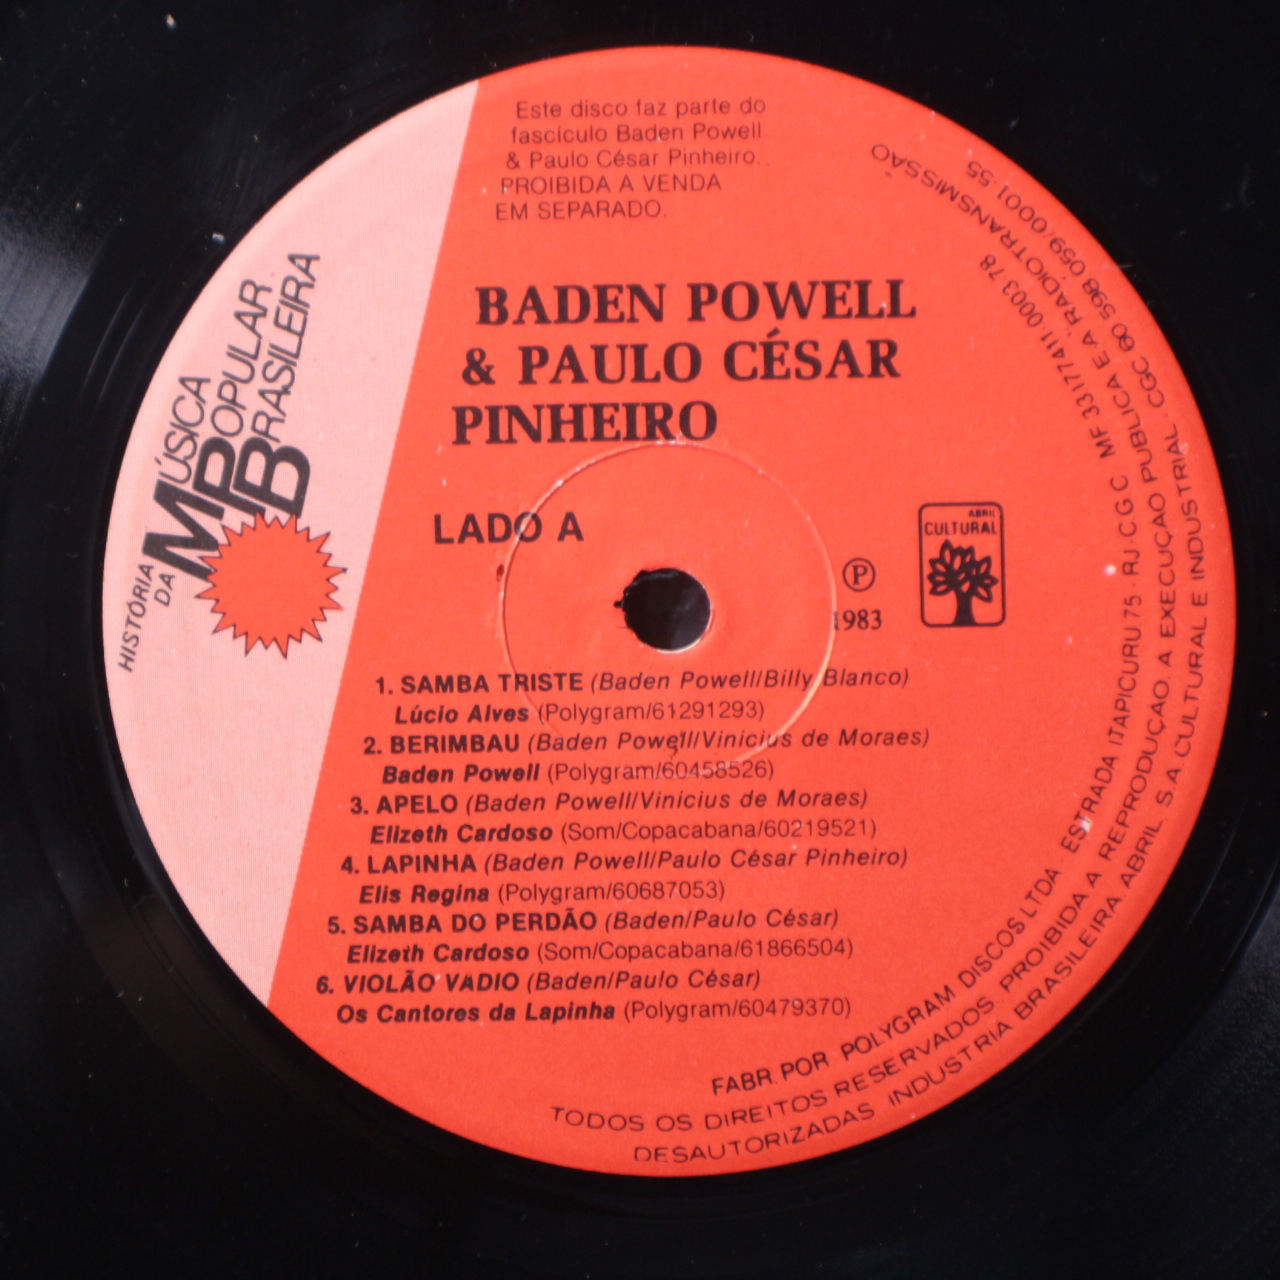 Este disco faz parte do
fascículo Baden Powell
& Paulo César Pinheiro.
PROIBIDA A VENDA
EM SEPARADO.
HISTÓRIA
DA
MÚSICA
POPULAR
BRASILEIRA
BADEN POWELL
& PAULO CÉSAR
PINHEIRO
LADO A
ABRIL
CULTURAL
℗
1983
1. SAMBA TRISTE (Baden Powell/Billy Blanco)
Lúcio Alves (Polygram/61291293)
2. BERIMBAU (Baden Powell/Vinicius de Moraes)
Baden Powell (Polygram/60458526)
3. APELO (Baden Powell/Vinicius de Moraes)
Elizeth Cardoso (Som/Copacabana/60219521)
4. LAPINHA (Baden Powell/Paulo César Pinheiro)
Elis Regina (Polygram/60687053)
5. SAMBA DO PERDÃO (Baden/Paulo César)
Elizeth Cardoso (Som/Copacabana/61866504)
6. VIOLÃO VADIO (Baden/Paulo César)
Os Cantores da Lapinha (Polygram/60479370)
FABR. POR POLYGRAM DISCOS LTDA · ESTRADA ITAPICURU 75 · RJ. C.G.C MF 33177411·0003·78
TODOS OS DIREITOS RESERVADOS PROIBIDA A REPRODUÇÃO. A EXECUÇÃO PUBLICA E A RADIOTRANSMISSÃO
DESAUTORIZADAS INDUSTRIA BRASILEIRA ABRIL S.A CULTURAL E INDUSTRIAL · CGC 60 598 059/0001 55